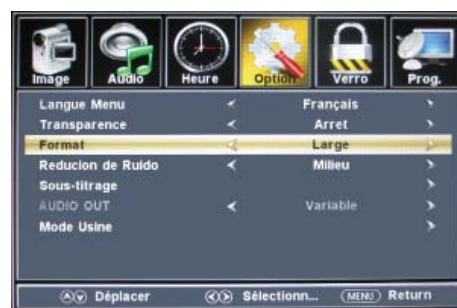 Image Audio Heure Option Verro Prog.
Langue Menu Français
Transparence Arret
Format Large
Reducion de Ruido Milieu
Sous-titrage
AUDIO OUT Variable
Mode Usine
Déplacer Sélectionn... MENU Return